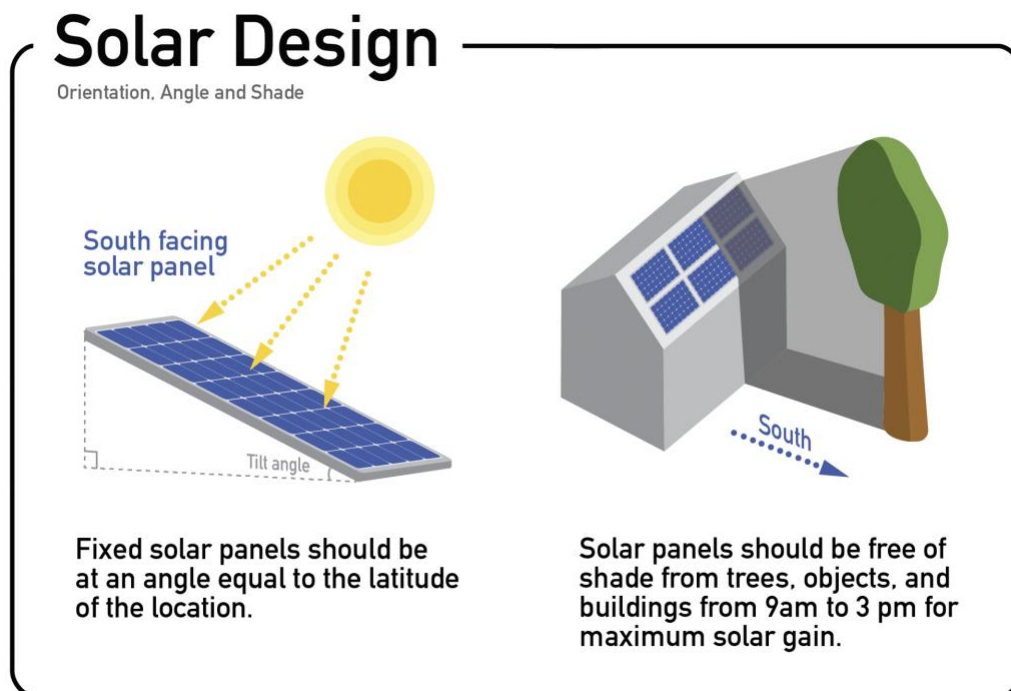 Solar Design
Orientation, Angle and Shade
South facing
solar panel
Tilt angle
South
Fixed solar panels should be
at an angle equal to the latitude
of the location.
Solar panels should be free of
shade from trees, objects, and
buildings from 9am to 3 pm for
maximum solar gain.